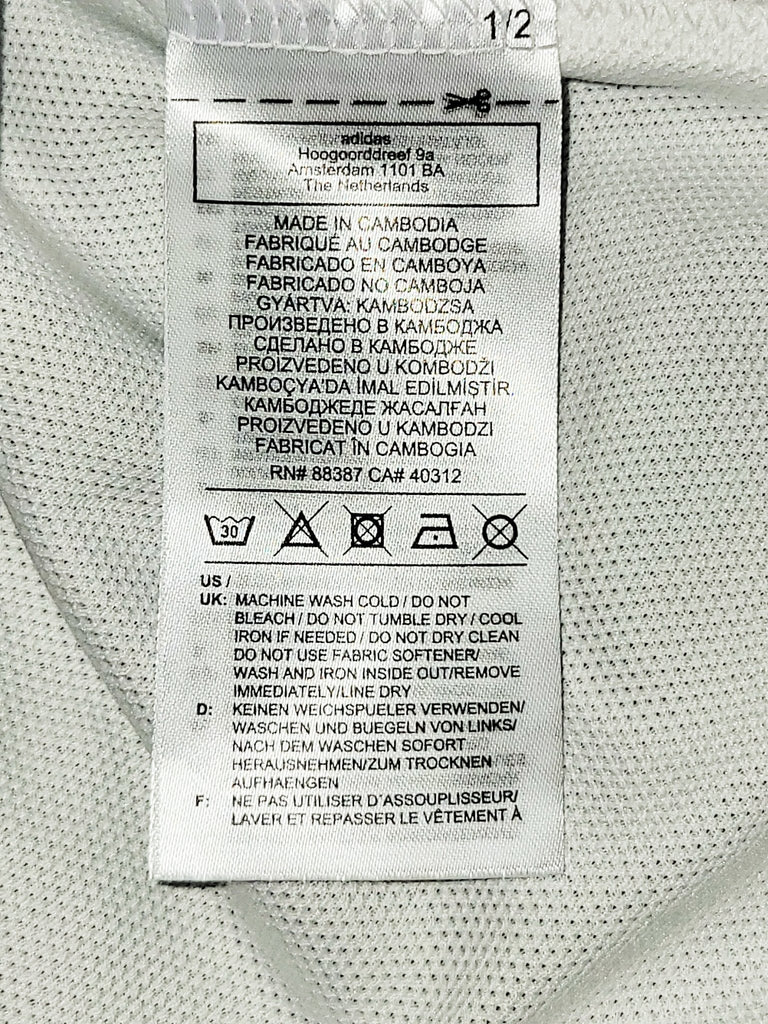 1/2
adidas
Hoogoorddreef 9a
Amsterdam 1101 BA
The Netherlands
MADE IN CAMBODIA
FABRIQUÉ AU CAMBODGE
FABRICADO EN CAMBOYA
FABRICADO NO CAMBOJA
GYÁRTVA: KAMBODZSA
ПРОИЗВЕДЕНО В КАМБОДЖА
СДЕЛАНО В КАМБОДЖЕ
PROIZVEDENO U KOMBODŽI
KAMBOÇYA'DA İMAL EDİLMİŞTİR.
КАМБОДЖЕДЕ ЖАСАЛҒАН
PROIZVEDENO U KAMBODZI
FABRICAT ÎN CAMBOGIA
RN# 88387 CA# 40312
30
US /
UK: MACHINE WASH COLD / DO NOT
BLEACH / DO NOT TUMBLE DRY / COOL
IRON IF NEEDED / DO NOT DRY CLEAN
DO NOT USE FABRIC SOFTENER/
WASH AND IRON INSIDE OUT/REMOVE
IMMEDIATELY/LINE DRY
D: KEINEN WEICHSPUELER VERWENDEN/
WASCHEN UND BUEGELN VON LINKS/
NACH DEM WASCHEN SOFORT
HERAUSNEHMEN/ZUM TROCKNEN
AUFHAENGEN
F: NE PAS UTILISER D'ASSOUPLISSEUR/
LAVER ET REPASSER LE VÊTEMENT À